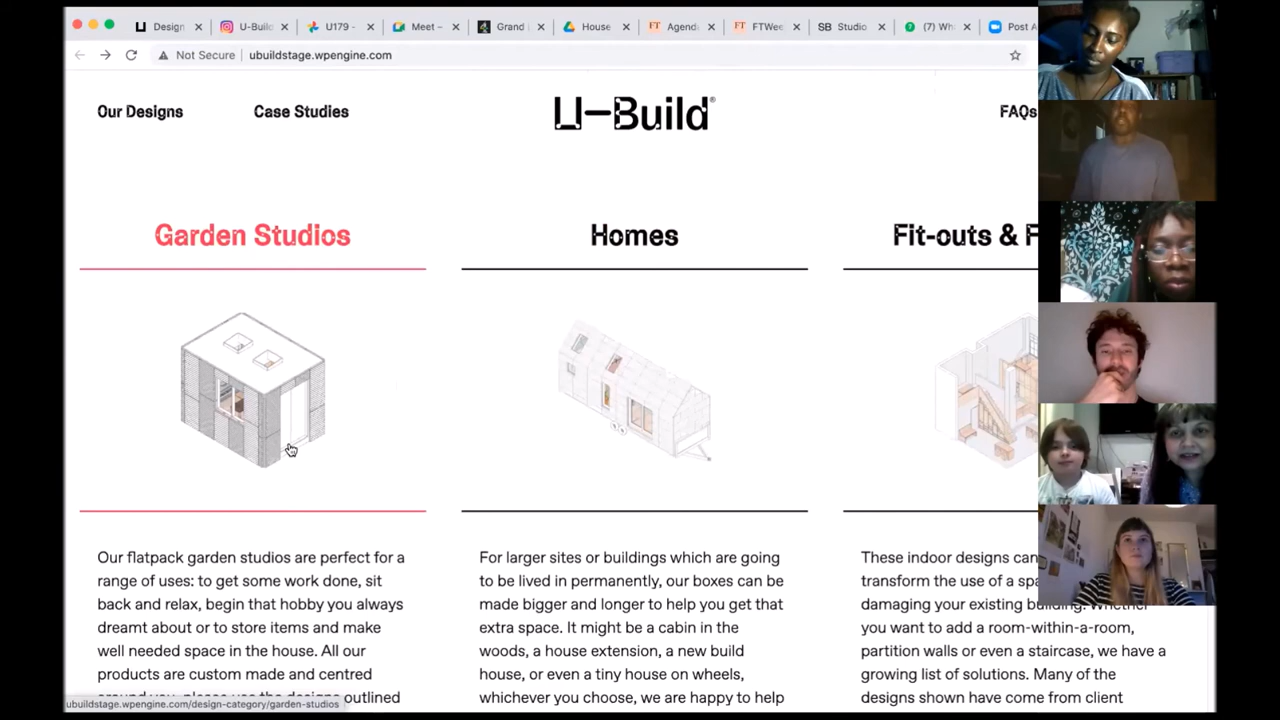 Design
U-Build
U179 -
Meet –
Grand
House
Agend
FTWee
SB Studio
(7) Wh
Post A
Not Secure
ubuildstage.wpengine.com
Our Designs
Case Studies
U-Build®
FAQs
Garden Studios
Homes
Fit-outs & F
Our flatpack garden studios are perfect for a
range of uses: to get some work done, sit
back and relax, begin that hobby you always
dreamt about or to store items and make
well needed space in the house. All our
products are custom made and centred
around you, please use the designs outlined
For larger sites or buildings which are going
to be lived in permanently, our boxes can be
made bigger and longer to help you get that
extra space. It might be a cabin in the
woods, a house extension, a new build
house, or even a tiny house on wheels,
whichever you choose, we are happy to help
These indoor designs can
transform the use of a spa
damaging your existing building. Whether
you want to add a room-within-a-room,
partition walls or even a staircase, we have a
growing list of solutions. Many of the
designs shown have come from client
ubuildstage.wpengine.com/design-category/garden-studios